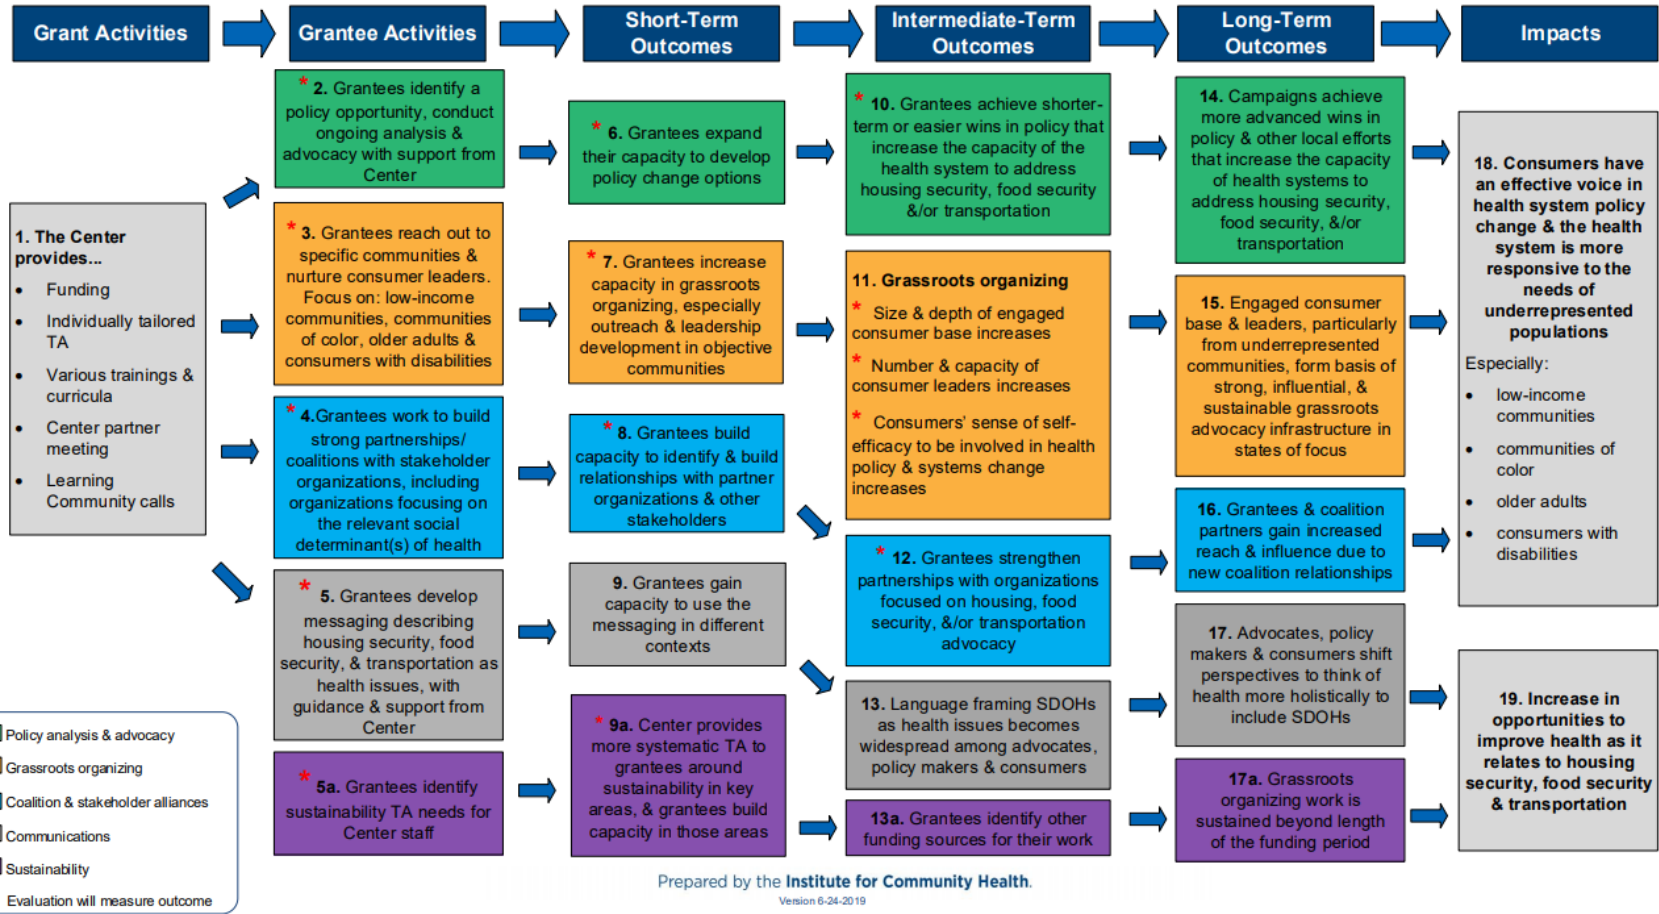 Grant Activities
Grantee Activities
Short-Term
Outcomes
Intermediate-Term
Outcomes
Long-Term
Outcomes
Impacts
1. The Center
provides...
• Funding
• Individually tailored
TA
• Various trainings &
curricula
• Center partner
meeting
• Learning
Community calls
* 2. Grantees identify a
policy opportunity, conduct
ongoing analysis &
advocacy with support from
Center
* 3. Grantees reach out to
specific communities &
nurture consumer leaders.
Focus on: low-income
communities, communities
of color, older adults &
consumers with disabilities
* 4.Grantees work to build
strong partnerships/
coalitions with stakeholder
organizations, including
organizations focusing on
the relevant social
determinant(s) of health
* 5. Grantees develop
messaging describing
housing security, food
security, & transportation as
health issues, with
guidance & support from
Center
* 5a. Grantees identify
sustainability TA needs for
Center staff
* 6. Grantees expand
their capacity to develop
policy change options
* 7. Grantees increase
capacity in grassroots
organizing, especially
outreach & leadership
development in objective
communities
* 8. Grantees build
capacity to identify & build
relationships with partner
organizations & other
stakeholders
9. Grantees gain
capacity to use the
messaging in different
contexts
* 9a. Center provides
more systematic TA to
grantees around
sustainability in key
areas, & grantees build
capacity in those areas
* 10. Grantees achieve shorter-
term or easier wins in policy that
increase the capacity of the
health system to address
housing security, food security
&/or transportation
11. Grassroots organizing
* Size & depth of engaged
consumer base increases
* Number & capacity of
consumer leaders increases
* Consumers' sense of self-
efficacy to be involved in health
policy & systems change
increases
* 12. Grantees strengthen
partnerships with organizations
focused on housing, food
security, &/or transportation
advocacy
13. Language framing SDOHs
as health issues becomes
widespread among advocates,
policy makers & consumers
13a. Grantees identify other
funding sources for their work
14. Campaigns achieve
more advanced wins in
policy & other local efforts
that increase the capacity
of health systems to
address housing security,
food security, &/or
transportation
15. Engaged consumer
base & leaders, particularly
from underrepresented
communities, form basis of
strong, influential, &
sustainable grassroots
advocacy infrastructure in
states of focus
16. Grantees & coalition
partners gain increased
reach & influence due to
new coalition relationships
17. Advocates, policy
makers & consumers shift
perspectives to think of
health more holistically to
include SDOHs
17a. Grassroots
organizing work is
sustained beyond length
of the funding period
18. Consumers have
an effective voice in
health system policy
change & the health
system is more
responsive to the
needs of
underrepresented
populations
Especially:
• low-income
communities
• communities of
color
• older adults
• consumers with
disabilities
19. Increase in
opportunities to
improve health as it
relates to housing
security, food security
& transportation
Policy analysis & advocacy
Grassroots organizing
Coalition & stakeholder alliances
Communications
Sustainability
Evaluation will measure outcome
Prepared by the Institute for Community Health.
Version 6-24-2019